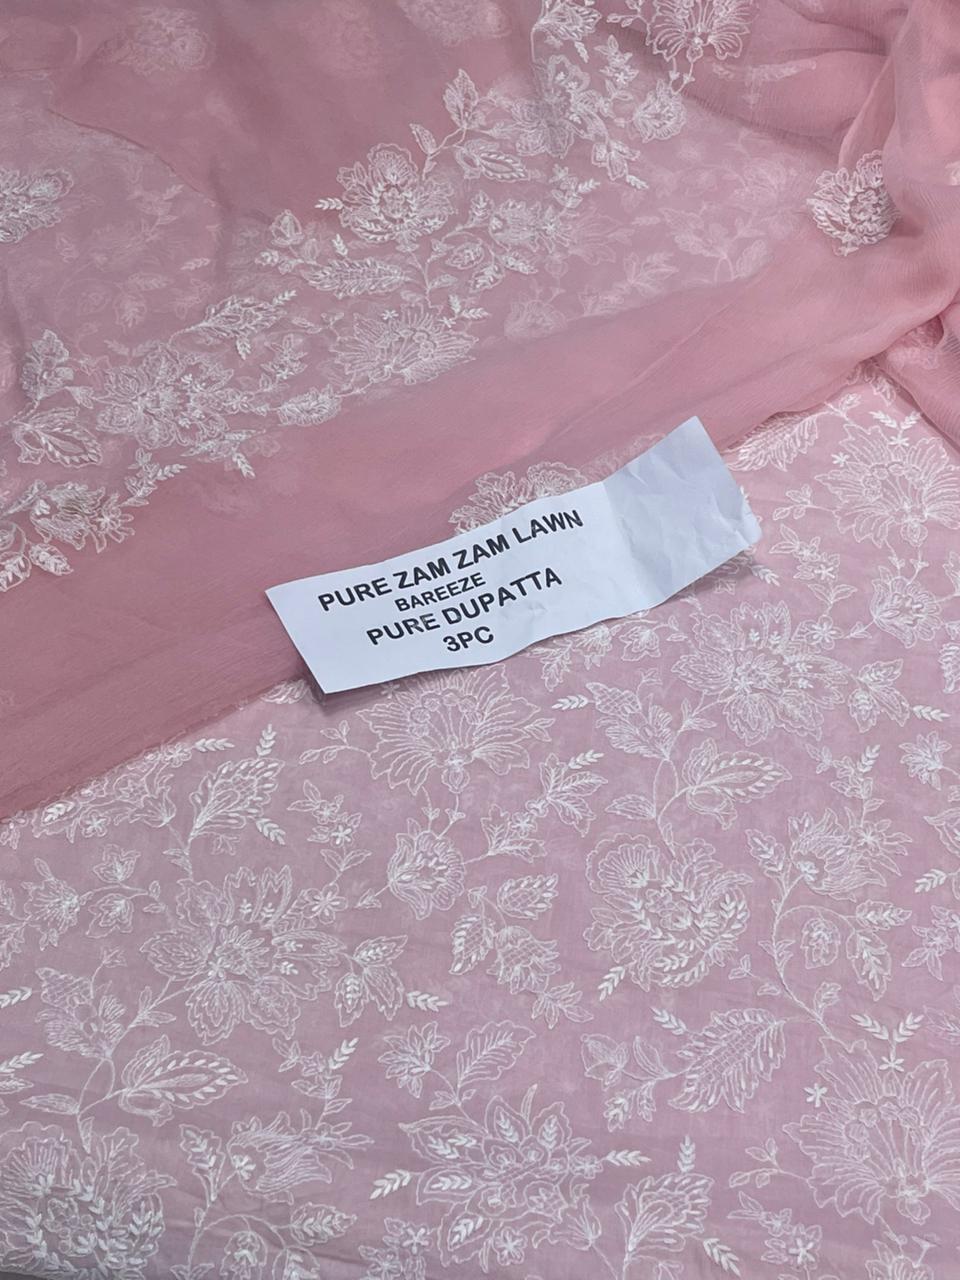 PURE ZAM ZAM LAWN
BAREEZE
PURE DUPATTA
3PC